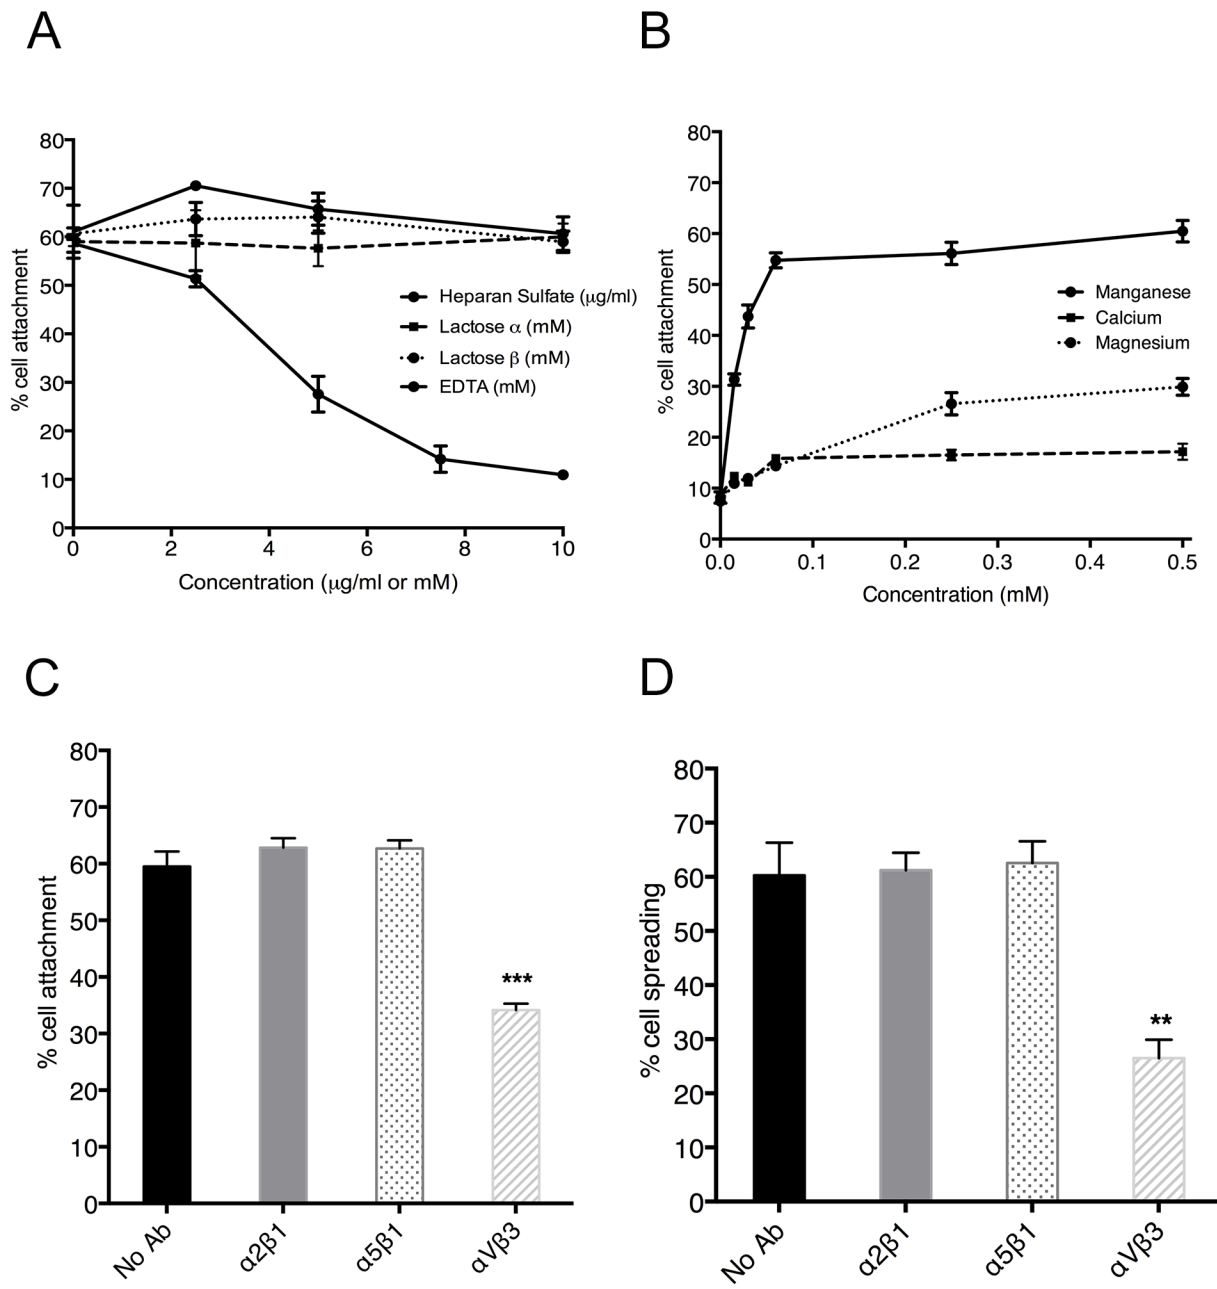 A
B
80
70
60
50
40
30
20
10
0
% cell attachment
Heparan Sulfate (μg/ml)
Lactose α (mM)
Lactose β (mM)
EDTA (mM)
0
2
4
6
8
10
Concentration (μg/ml or mM)
80
70
60
50
40
30
20
10
0
% cell attachment
Manganese
Calcium
Magnesium
0.0
0.1
0.2
0.3
0.4
0.5
Concentration (mM)
C
D
80
70
60
50
40
30
20
10
0
% cell attachment
***
No Ab
α2β1
α5β1
αVβ3
80
70
60
50
40
30
20
10
0
% cell spreading
**
No Ab
α2β1
α5β1
αVβ3